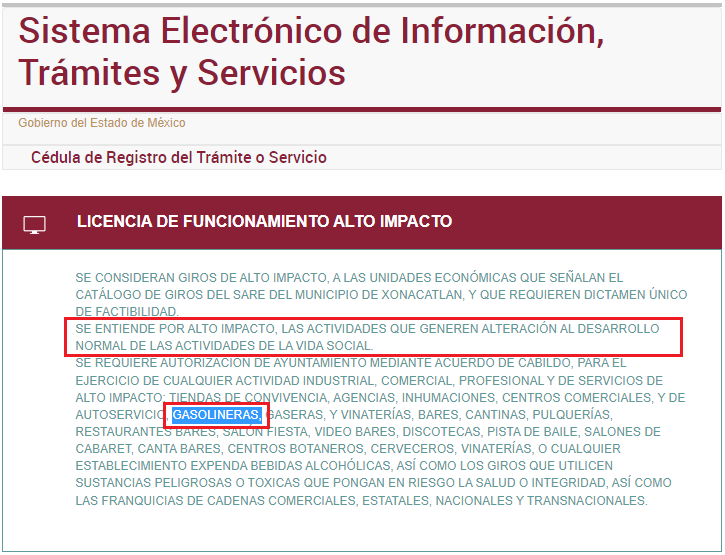 Sistema Electrónico de Información,
Trámites y Servicios
Gobierno del Estado de México
Cédula de Registro del Trámite o Servicio
LICENCIA DE FUNCIONAMIENTO ALTO IMPACTO
SE CONSIDERAN GIROS DE ALTO IMPACTO, A LAS UNIDADES ECONÓMICAS QUE SEÑALAN EL
CATÁLOGO DE GIROS DEL SARE DEL MUNICIPIO DE XONACATLAN, Y QUE REQUIEREN DICTAMEN ÚNICO
DE FACTIBILIDAD.
SE ENTIENDE POR ALTO IMPACTO, LAS ACTIVIDADES QUE GENEREN ALTERACIÓN AL DESARROLLO
NORMAL DE LAS ACTIVIDADES DE LA VIDA SOCIAL.
SE REQUIERE AUTORIZACIÓN DE AYUNTAMIENTO MEDIANTE ACUERDO DE CABILDO, PARA EL
EJERCICIO DE CUALQUIER ACTIVIDAD INDUSTRIAL, COMERCIAL, PROFESIONAL Y DE SERVICIOS DE
ALTO IMPACTO; TIENDAS DE CONVIVENCIA, AGENCIAS, INHUMACIONES, CENTROS COMERCIALES, Y DE
AUTOSERVICIO, GASOLINERAS, GASERAS, Y VINATERÍAS, BARES, CANTINAS, PULQUERÍAS,
RESTAURANTES BARES, SALÓN FIESTA, VIDEO BARES, DISCOTECAS, PISTA DE BAILE, SALONES DE
CABARET, CANTA BARES, CENTROS BOTANEROS, CERVECEROS, VINATERÍAS, O CUALQUIER
ESTABLECIMIENTO EXPENDA BEBIDAS ALCOHÓLICAS, ASÍ COMO LOS GIROS QUE UTILICEN
SUSTANCIAS PELIGROSAS O TOXICAS QUE PONGAN EN RIESGO LA SALUD O INTEGRIDAD, ASÍ COMO
LAS FRANQUICIAS DE CADENAS COMERCIALES, ESTATALES, NACIONALES Y TRANSNACIONALES.